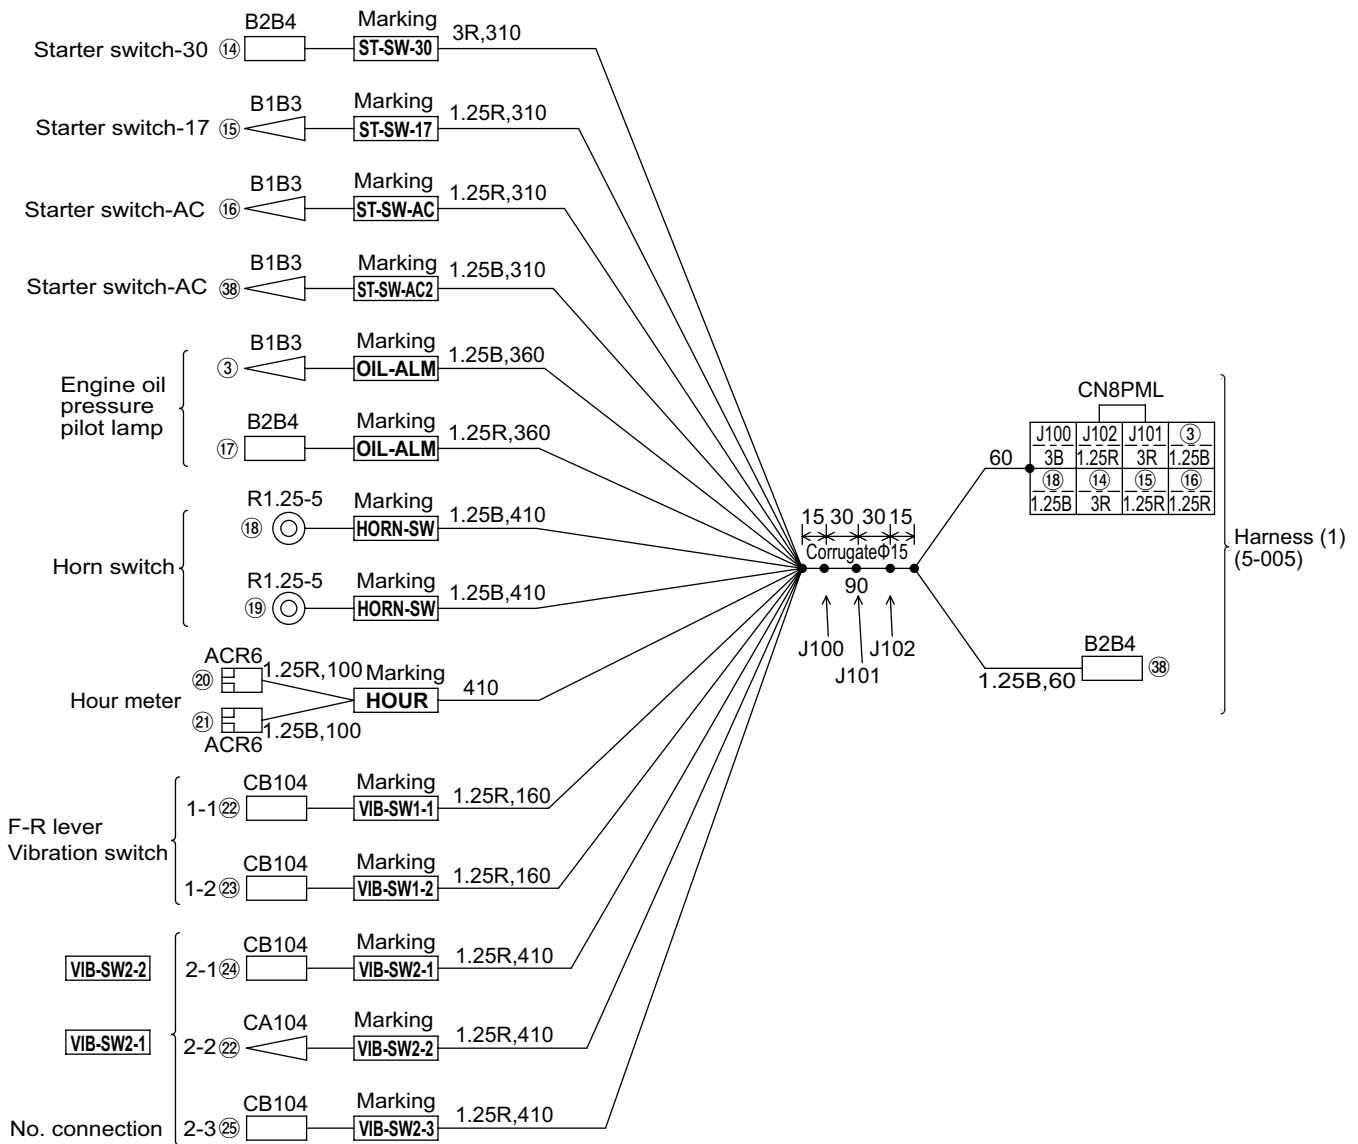 B2B4 Marking
Starter switch-30 ⑭ ST-SW-30 3R,310
B1B3 Marking
Starter switch-17 ⑮ ST-SW-17 1.25R,310
B1B3 Marking
Starter switch-AC ⑯ ST-SW-AC 1.25R,310
B1B3 Marking
Starter switch-AC ㊳ ST-SW-AC2 1.25B,310
Engine oil
pressure
pilot lamp
B1B3 Marking
③ OIL-ALM 1.25B,360
B2B4 Marking
⑰ OIL-ALM 1.25R,360
Horn switch
R1.25-5 Marking
⑱ HORN-SW 1.25B,410
R1.25-5 Marking
⑲ HORN-SW 1.25B,410
Hour meter
ACR6
⑳ 1.25R,100
Marking
HOUR 410
㉑ 1.25B,100
ACR6
F-R lever
Vibration switch
CB104 Marking
1-1 ㉒ VIB-SW1-1 1.25R,160
CB104 Marking
1-2 ㉓ VIB-SW1-2 1.25R,160
CB104 Marking
VIB-SW2-2 2-1 ㉔ VIB-SW2-1 1.25R,410
CA104 Marking
VIB-SW2-1 2-2 ㉒ VIB-SW2-2 1.25R,410
CB104 Marking
No. connection 2-3 ㉕ VIB-SW2-3 1.25R,410
15 30 30 15
CorrugateΦ15
90
J100
J101
J102
60
CN8PML
J100 J102 J101 ③
3B 1.25R 3R 1.25B
⑱ ⑭ ⑮ ⑯
1.25B 3R 1.25R 1.25R
B2B4
1.25B,60 ㊳
Harness (1)
(5-005)